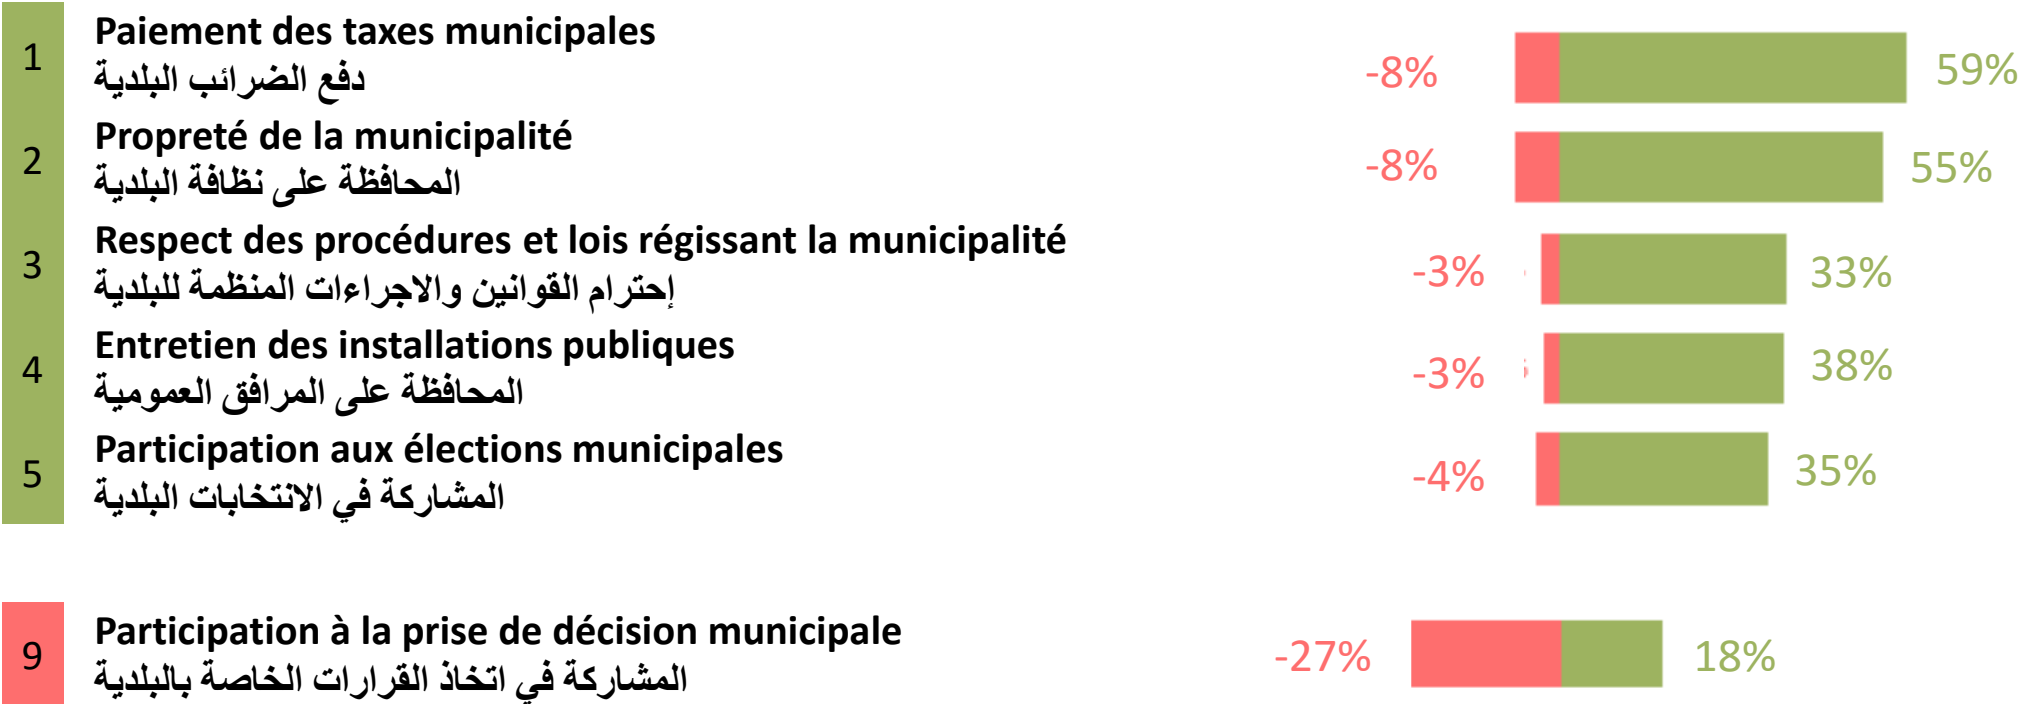 1
Paiement des taxes municipales
دفع الضرائب البلدية
-8%
59%
2
Propreté de la municipalité
المحافظة على نظافة البلدية
-8%
55%
3
Respect des procédures et lois régissant la municipalité
إحترام القوانين والاجراءات المنظمة للبلدية
-3%
33%
4
Entretien des installations publiques
المحافظة على المرافق العمومية
-3%
38%
5
Participation aux élections municipales
المشاركة في الانتخابات البلدية
-4%
35%
9
Participation à la prise de décision municipale
المشاركة في اتخاذ القرارات الخاصة بالبلدية
-27%
18%